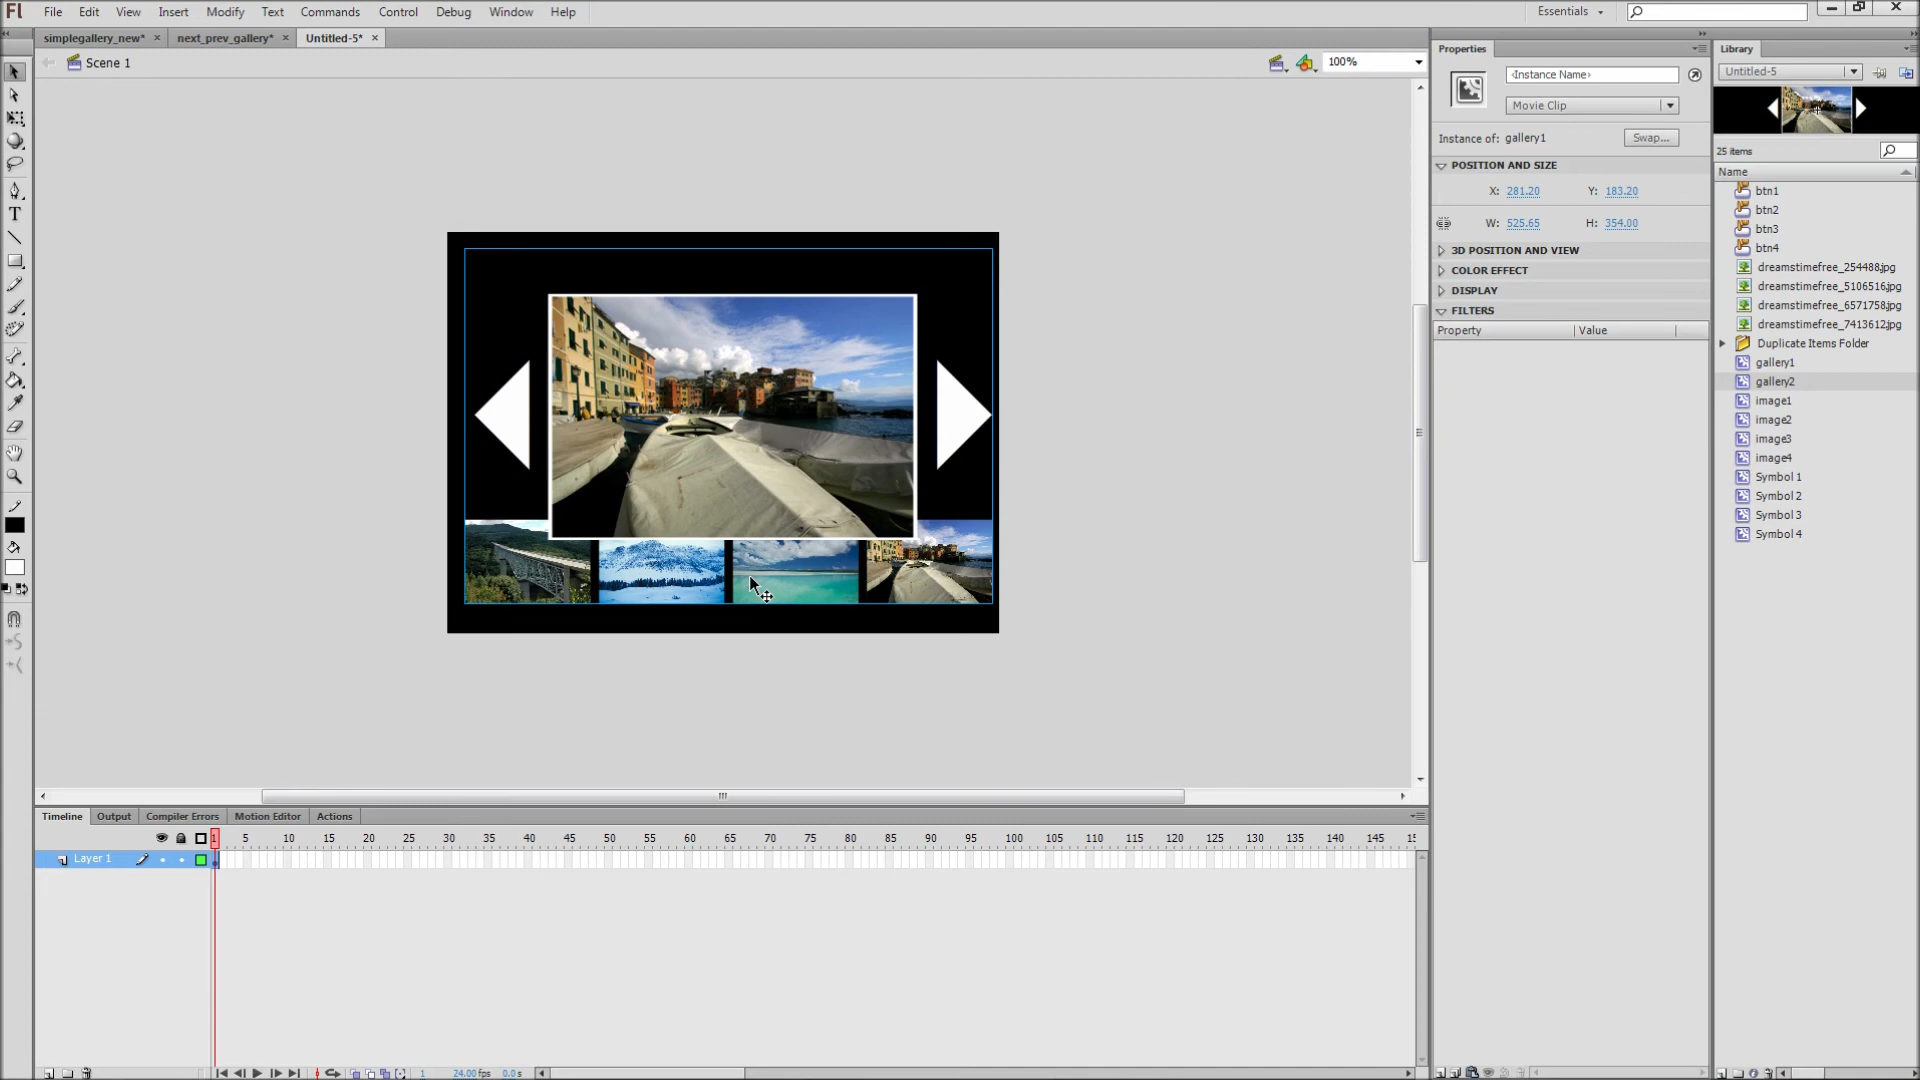 Fl File Edit View Insert Modify Text Commands Control Debug Window Help Essentials
simplegallery_new* × next_prev_gallery* × Untitled-5* ×
Scene 1 100%
Properties
<Instance Name>
Movie Clip
Instance of: gallery1 Swap...
POSITION AND SIZE
X: 281.20 Y: 183.20
W: 525.65 H: 354.00
3D POSITION AND VIEW
COLOR EFFECT
DISPLAY
FILTERS
Property Value
Library
Untitled-5
25 items
Name
btn1
btn2
btn3
btn4
dreamstimefree_254488.jpg
dreamstimefree_5106516.jpg
dreamstimefree_6571758.jpg
dreamstimefree_7413612.jpg
Duplicate Items Folder
gallery1
gallery2
image1
image2
image3
image4
Symbol 1
Symbol 2
Symbol 3
Symbol 4
Timeline Output Compiler Errors Motion Editor Actions
1 5 10 15 20 25 30 35 40 45 50 55 60 65 70 75 80 85 90 95 100 105 110 115 120 125 130 135 140 145 15
Layer 1
1 24.00 fps 0.0 s